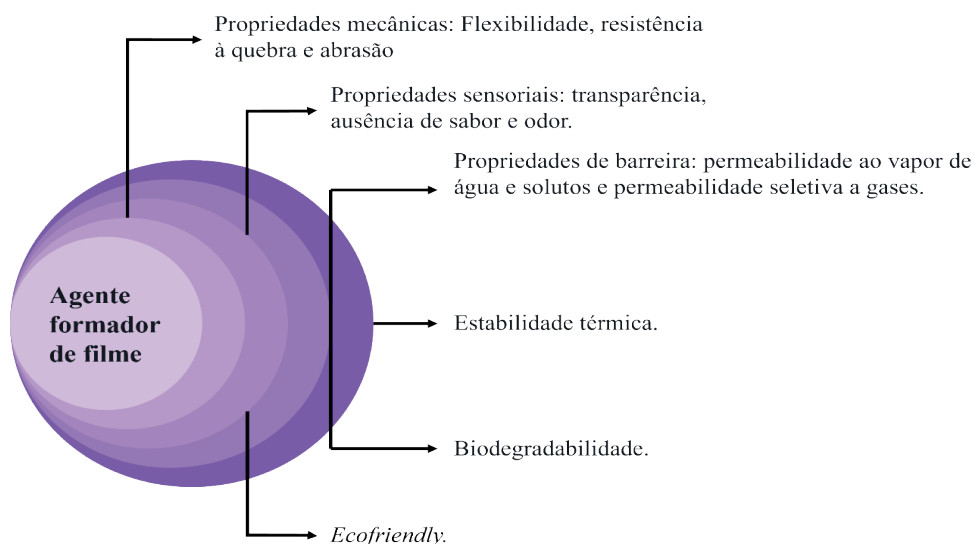 Propriedades mecânicas: Flexibilidade, resistência
à quebra e abrasão
Propriedades sensoriais: transparência,
ausência de sabor e odor.
Propriedades de barreira: permeabilidade ao vapor de
água e solutos e permeabilidade seletiva a gases.
Agente
formador
de filme
Estabilidade térmica.
Biodegradabilidade.
Ecofriendly.